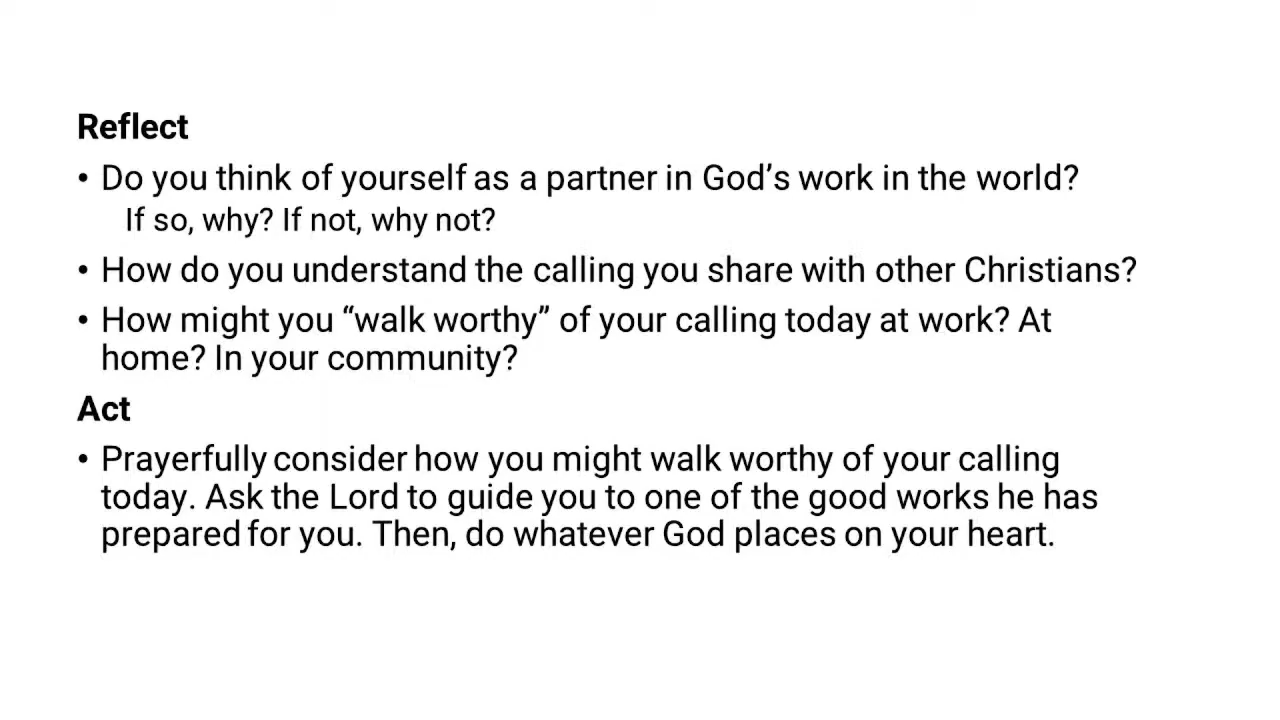 Reflect
• Do you think of yourself as a partner in God’s work in the world?
If so, why? If not, why not?
• How do you understand the calling you share with other Christians?
• How might you “walk worthy” of your calling today at work? At
home? In your community?
Act
• Prayerfully consider how you might walk worthy of your calling
today. Ask the Lord to guide you to one of the good works he has
prepared for you. Then, do whatever God places on your heart.